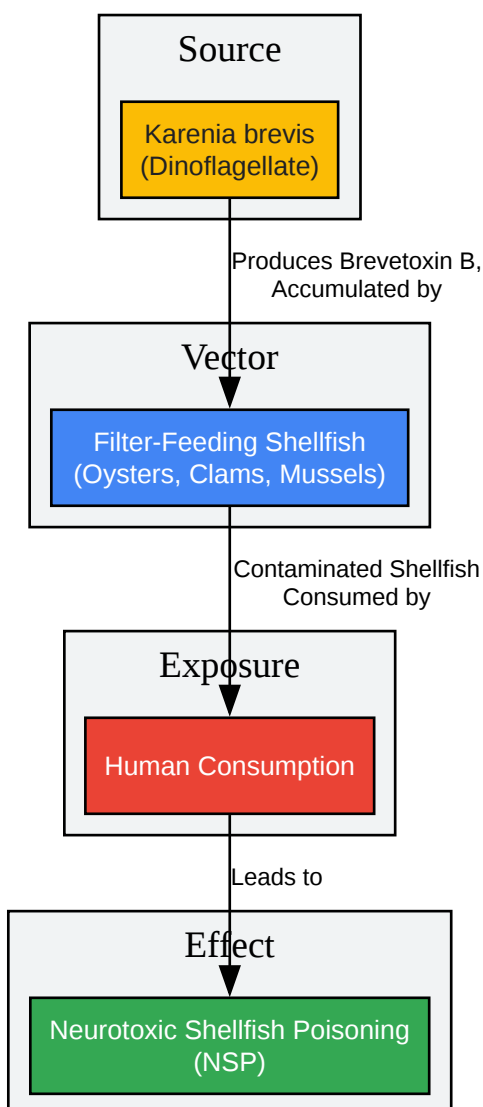 Source
Karenia brevis
(Dinoflagellate)
Produces Brevetoxin B,
Accumulated by
Vector
Filter-Feeding Shellfish
(Oysters, Clams, Mussels)
Contaminated Shellfish
Consumed by
Exposure
Human Consumption
Leads to
Effect
Neurotoxic Shellfish Poisoning
(NSP)